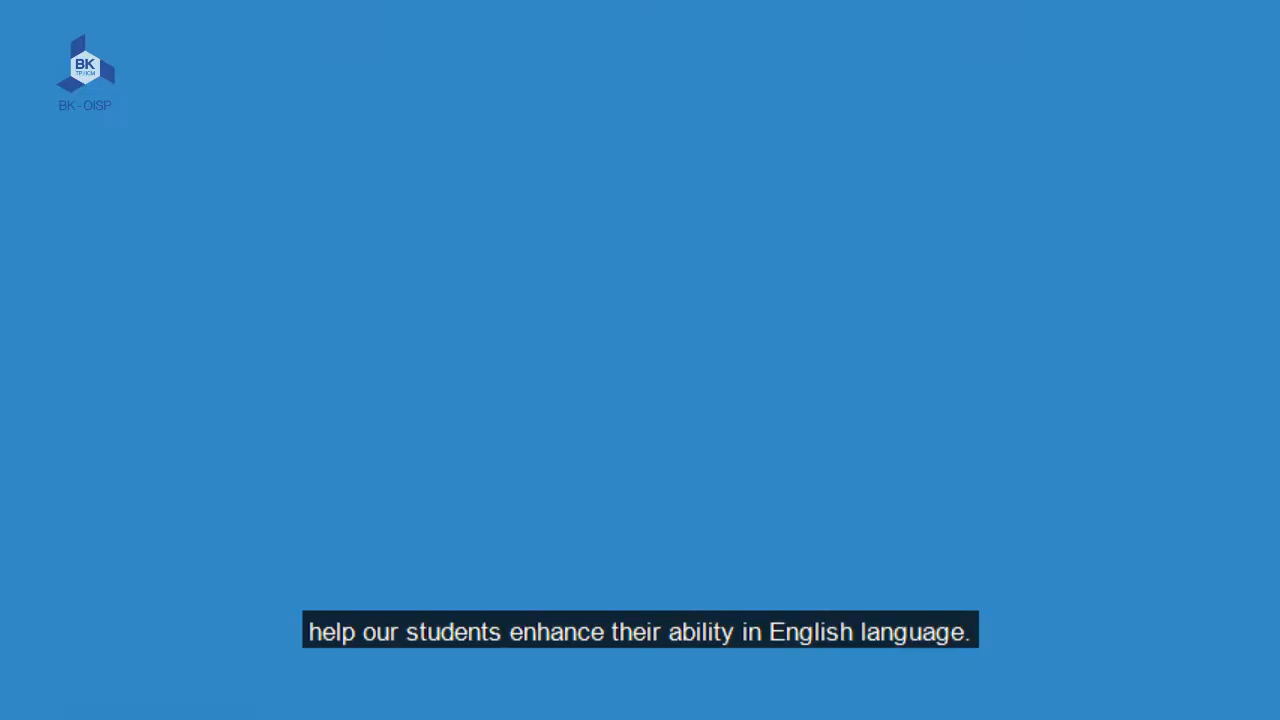 BK
TP.HCM
BK-OISP
help our students enhance their ability in English language.